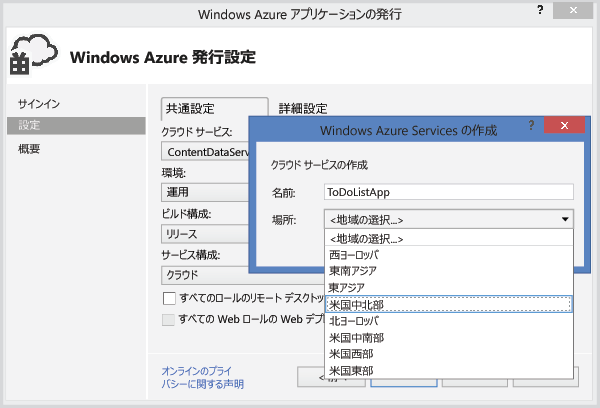 Windows Azure アプリケーションの発行
?
Windows Azure 発行設定
サインイン
設定
概要
共通設定
詳細設定
クラウド サービス:
ContentDataSer
環境:
運用
ビルド構成:
リリース
サービス構成:
クラウド
すべてのロールのリモート デスクトッ
すべての Web ロールの Web デプ
オンラインのプライ
バシーに関する声明
Windows Azure Services の作成
?
クラウド サービスの作成
名前:
ToDoListApp
場所:
<地域の選択...>
<地域の選択...>
西ヨーロッパ
東南アジア
東アジア
米国中北部
北ヨーロッパ
米国中南部
米国西部
米国東部